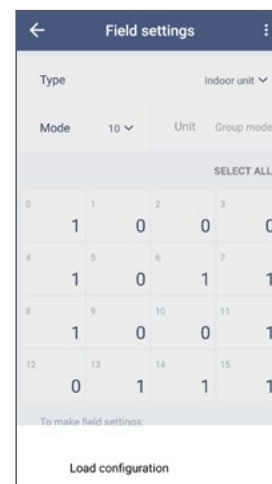 Field settings
Type Indoor unit
Mode 10 Unit Group mode
SELECT ALL
0 1 2 3
1 0 0 0
4 5 6 7
1 0 1 1
8 9 10 11
1 0 0 1
12 13 14 15
0 1 1 1
To make field settings:
Load configuration